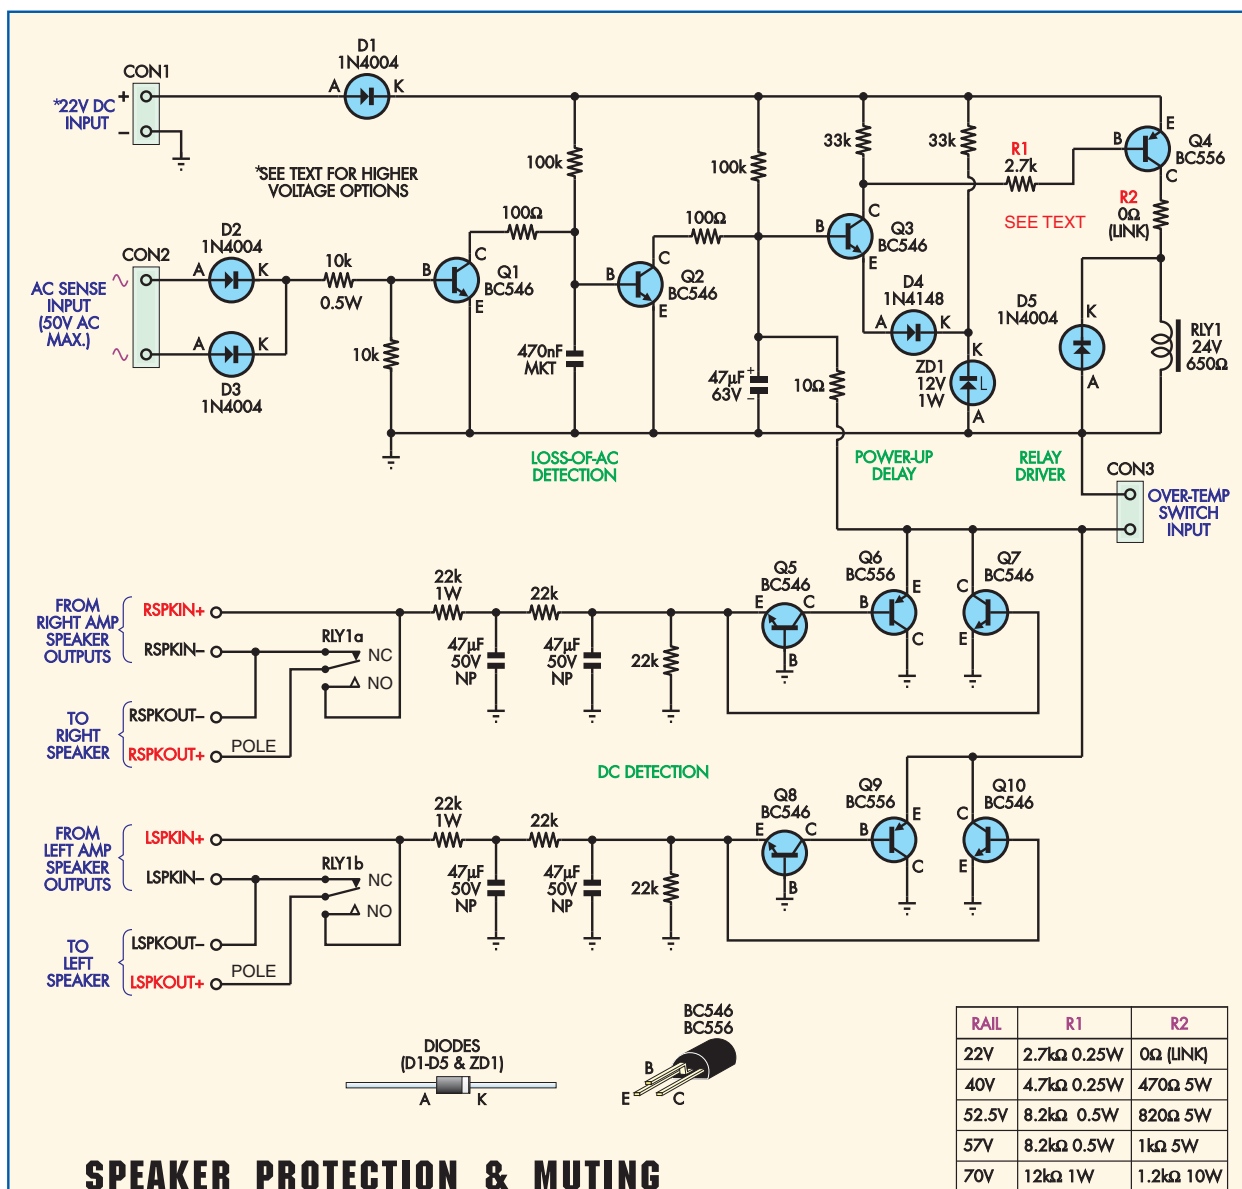 D1
1N4004
CON1
A
K
+
*22V DC
INPUT
–
*SEE TEXT FOR HIGHER
VOLTAGE OPTIONS
100k
100k
33k
33k
R1
2.7k
SEE TEXT
B
E
Q4
BC556
C
R2
0Ω
(LINK)
100Ω
100Ω
D2
1N4004
CON2
A
K
AC SENSE
INPUT
(50V AC
MAX.)
10k
0.5W
10k
A
K
D3
1N4004
B
C
Q1
BC546
E
B
C
Q2
BC546
E
B
C
Q3
BC546
E
D4
1N4148
A
K
D5
1N4004
K
A
RLY1
24V
650Ω
470nF
MKT
47µF
63V
+
–
10Ω
K
ZD1
12V
1W
L
A
LOSS-OF-AC
DETECTION
POWER-UP
DELAY
RELAY
DRIVER
CON3
OVER-TEMP
SWITCH
INPUT
FROM
RIGHT AMP
SPEAKER
OUTPUTS
RSPKIN+
RSPKIN–
RLY1a
NC
NO
TO
RIGHT
SPEAKER
RSPKOUT–
RSPKOUT+
POLE
22k
1W
22k
47µF
50V
NP
47µF
50V
NP
22k
Q5
BC546
E
C
B
Q6
BC556
E
B
C
Q7
BC546
C
E
DC DETECTION
FROM
LEFT AMP
SPEAKER
OUTPUTS
LSPKIN+
LSPKIN–
RLY1b
NC
NO
TO
LEFT
SPEAKER
LSPKOUT–
LSPKOUT+
POLE
22k
1W
22k
47µF
50V
NP
47µF
50V
NP
22k
Q8
BC546
E
C
B
Q9
BC556
E
B
C
Q10
BC546
C
E
DIODES
(D1-D5 & ZD1)
A
K
BC546
BC556
B
E
C
RAIL R1 R2
22V 2.7kΩ 0.25W 0Ω (LINK)
40V 4.7kΩ 0.25W 470Ω 5W
52.5V 8.2kΩ 0.5W 820Ω 5W
57V 8.2kΩ 0.5W 1kΩ 5W
70V 12kΩ 1W 1.2kΩ 10W
SPEAKER PROTECTION & MUTING